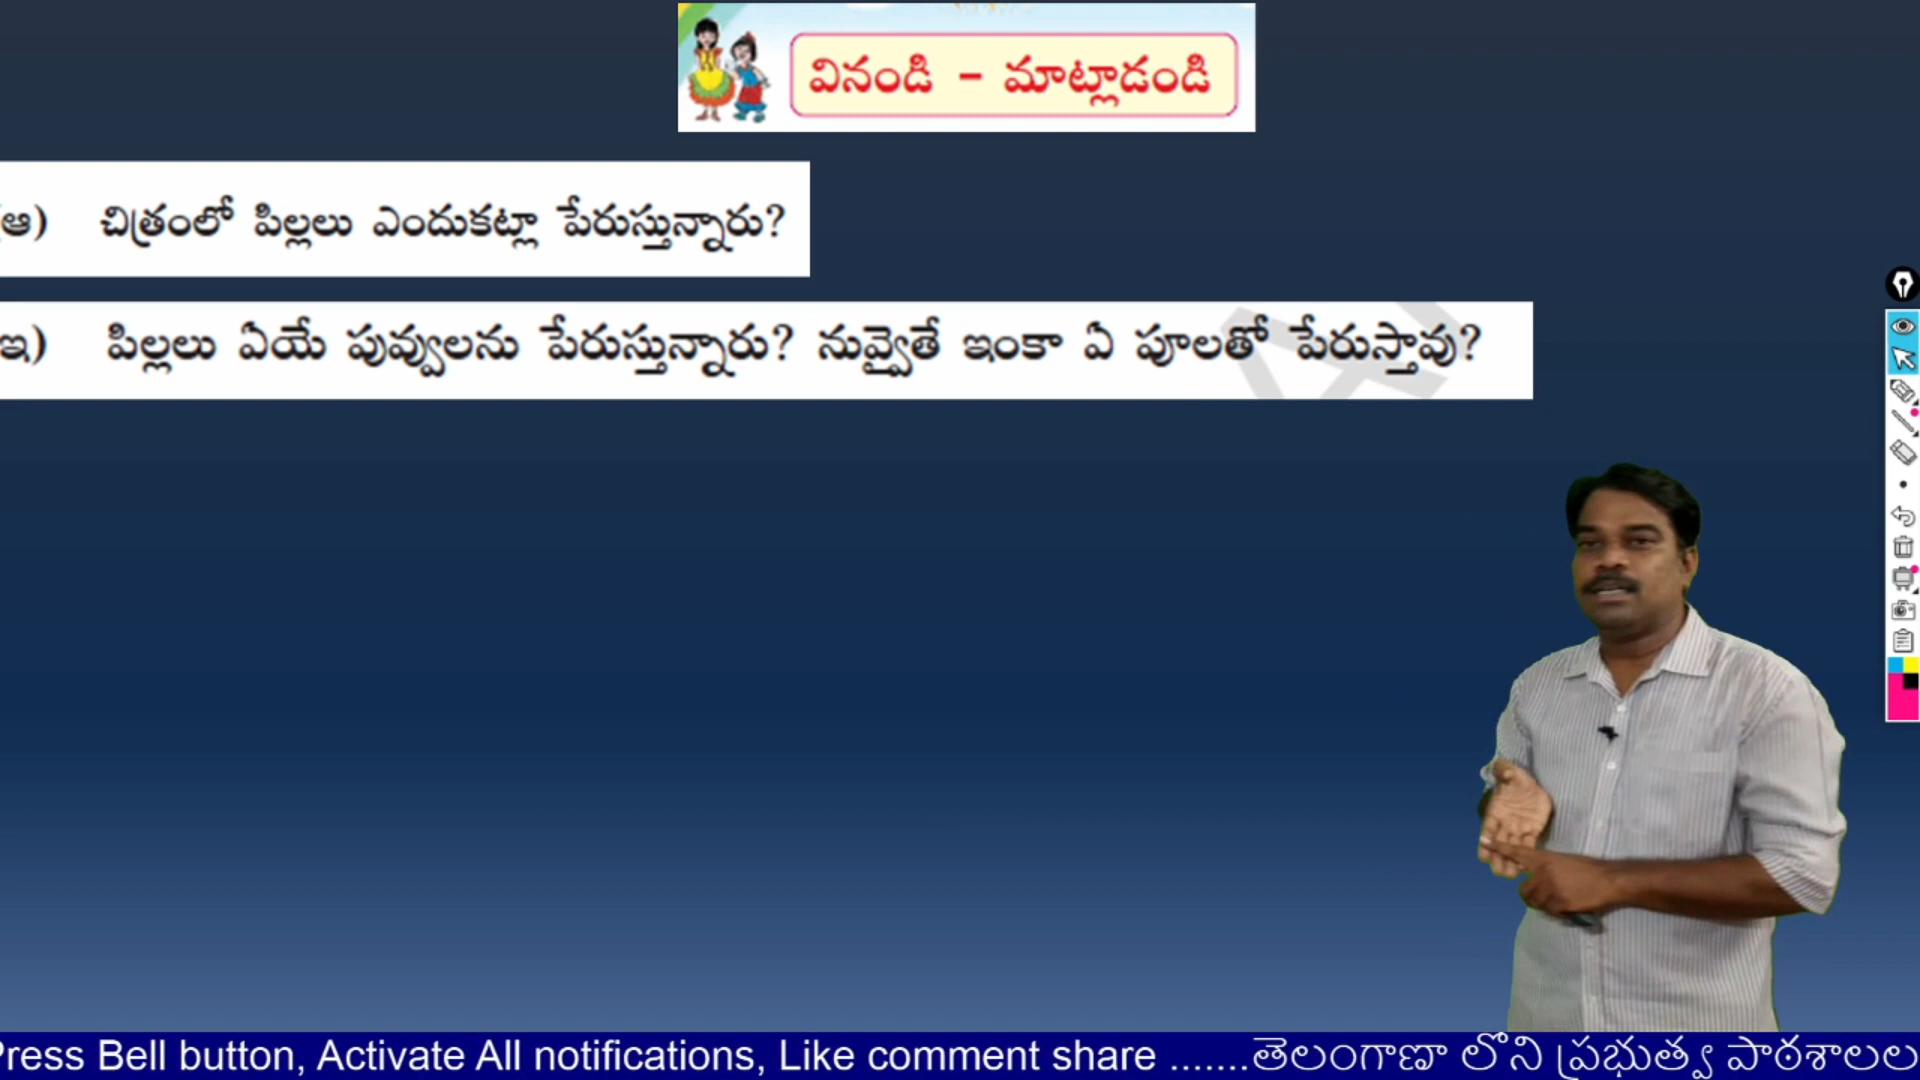 వినండి - మాట్లాడండి
ఆ) చిత్రంలో పిల్లలు ఎందుకట్లా పేరుస్తున్నారు?
ఇ) పిల్లలు ఏయే పువ్వులను పేరుస్తున్నారు? నువ్వైతే ఇంకా ఏ పూలతో పేరుస్తావు?
Press Bell button, Activate All notifications, Like comment share .......తెలంగాణా లోని ప్రభుత్వ పాఠశాలల